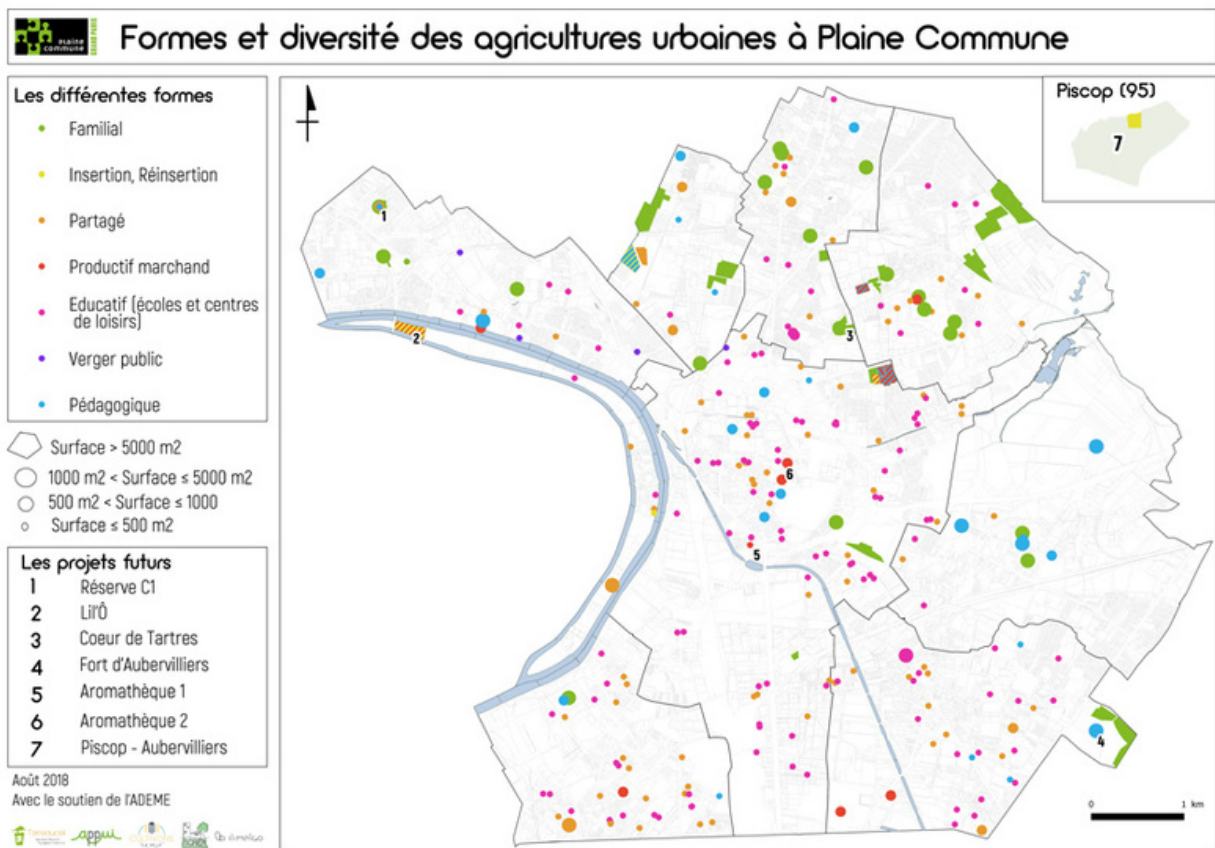 plaine
commune
GRAND PARIS
Formes et diversité des agricultures urbaines à Plaine Commune
Les différentes formes
Familial
Insertion, Réinsertion
Partagé
Productif marchand
Educatif (écoles et centres
de loisirs)
Verger public
Pédagogique
Surface > 5000 m2
1000 m2 < Surface ≤ 5000 m2
500 m2 < Surface ≤ 1000
Surface ≤ 500 m2
Les projets futurs
1 Réserve C1
2 Lil'Ô
3 Coeur de Tartres
4 Fort d'Aubervilliers
5 Aromathèque 1
6 Aromathèque 2
7 Piscop - Aubervilliers
Août 2018
Avec le soutien de l'ADEME
appui
Piscop (95)
7
1
2
3
6
5
4
0 1 km